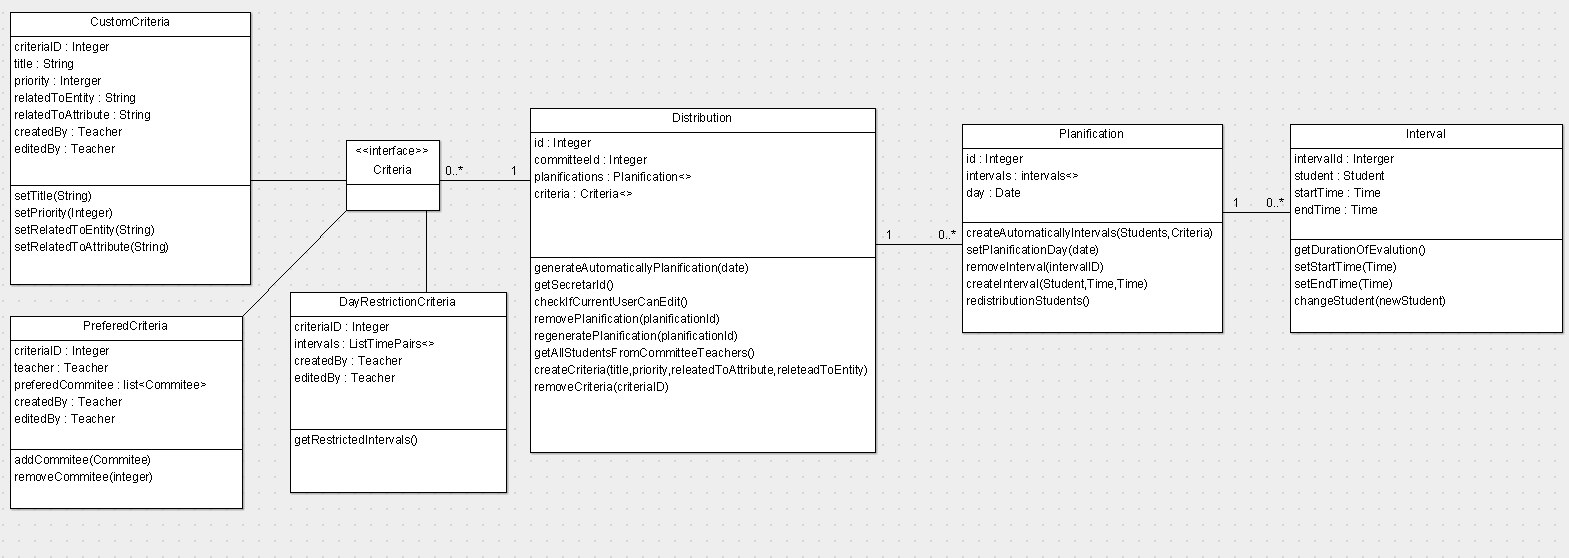 CustomCriteria
criteriaID : Integer
title : String
priority : Interger
relatedToEntity : String
relatedToAttribute : String
createdBy : Teacher
editedBy : Teacher
setTitle(String)
setPriority(Integer)
setRelatedToEntity(String)
setRelatedToAttribute(String)
<<interface>>
Criteria
0..*
1
PreferedCriteria
criteriaID : Integer
teacher : Teacher
preferedCommitee : list<Commitee>
createdBy : Teacher
editedBy : Teacher
addCommitee(Commitee)
removeCommitee(integer)
DayRestrictionCriteria
criteriaID : Integer
intervals : ListTimePairs<>
createdBy : Teacher
editedBy : Teacher
getRestrictedIntervals()
Distribution
id : Integer
committeeId : Integer
planifications : Planification<>
criteria : Criteria<>
generateAutomaticallyPlanification(date)
getSecretarId()
checkIfCurrentUserCanEdit()
removePlanification(planificationId)
regeneratePlanification(planificationId)
getAllStudentsFromCommitteeTeachers()
createCriteria(title,priority,releatedToAttribute,releteadToEntity)
removeCriteria(criteriaID)
1
0..*
Planification
id : Integer
intervals : intervals<>
day : Date
createAutomaticallyIntervals(Students,Criteria)
setPlanificationDay(date)
removeInterval(intervalID)
createInterval(Student,Time,Time)
redistributionStudents()
1
0..*
Interval
intervalId : Interger
student : Student
startTime : Time
endTime : Time
getDurationOfEvalution()
setStartTime(Time)
setEndTime(Time)
changeStudent(newStudent)